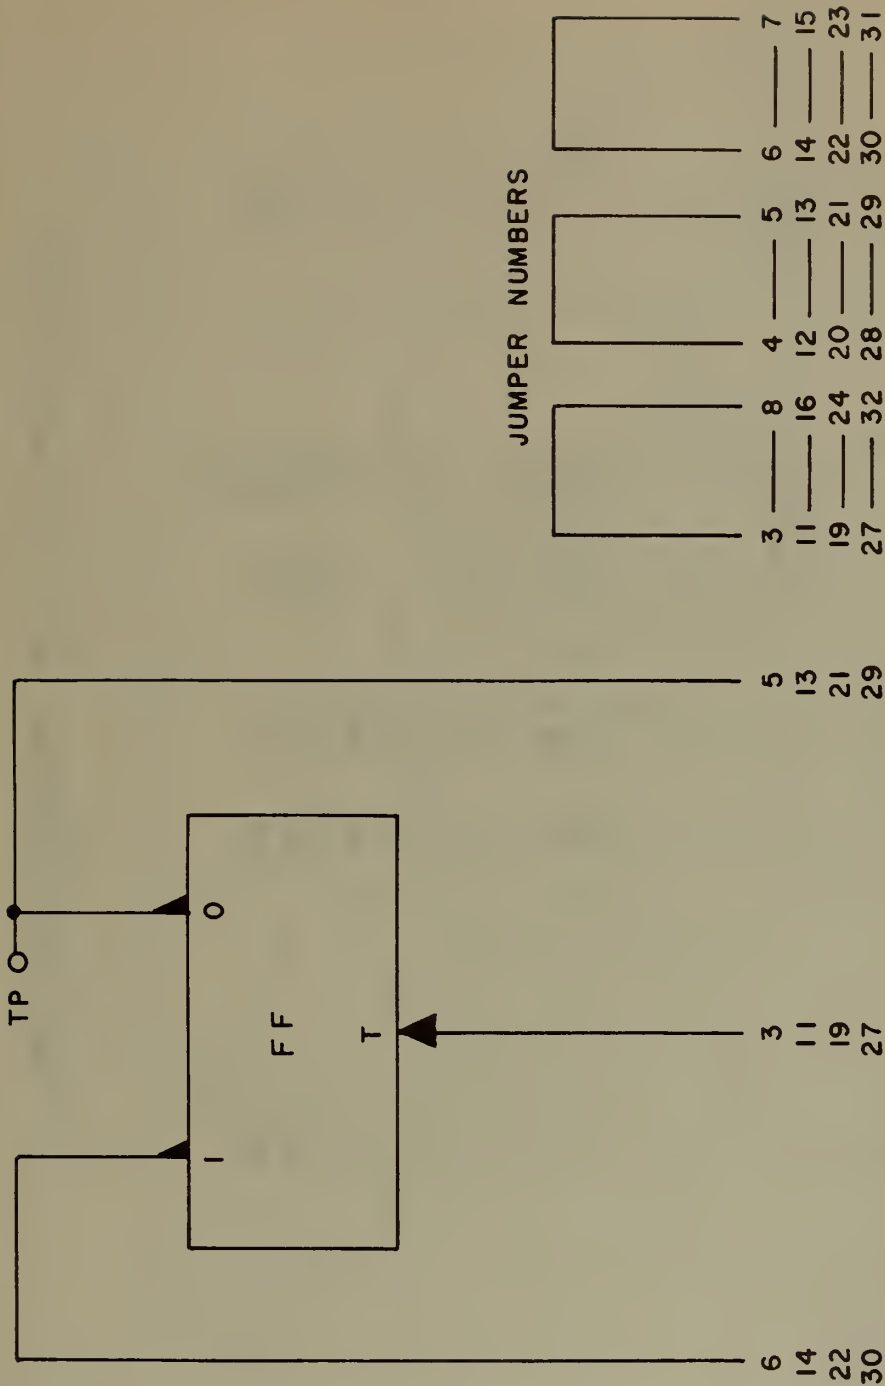 TP
1 0
FF
T
JUMPER NUMBERS
6 3 5 3 — 8 4 — 5 6 — 7
14 11 13 11 — 16 12 — 13 14 — 15
22 19 21 19 — 24 20 — 21 22 — 23
30 27 29 27 — 32 28 — 29 30 — 31